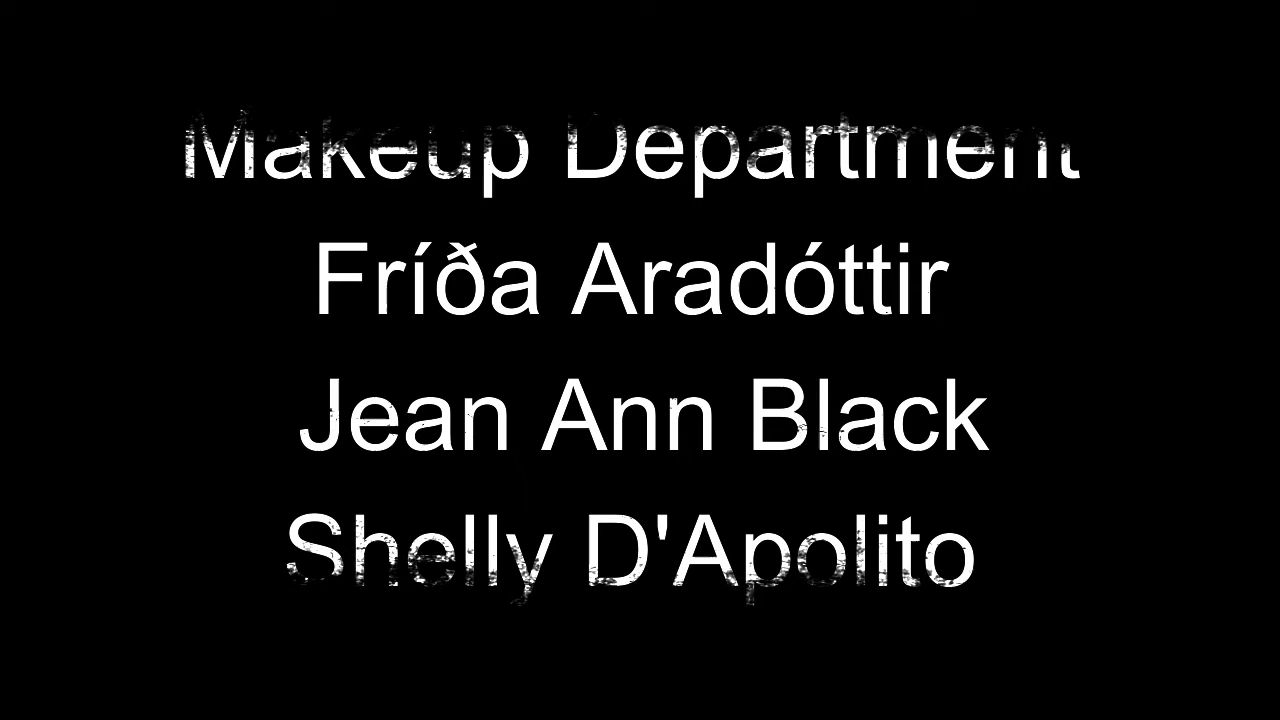 Makeup Department
Fríða Aradóttir
Jean Ann Black
Shelly D'Apolito